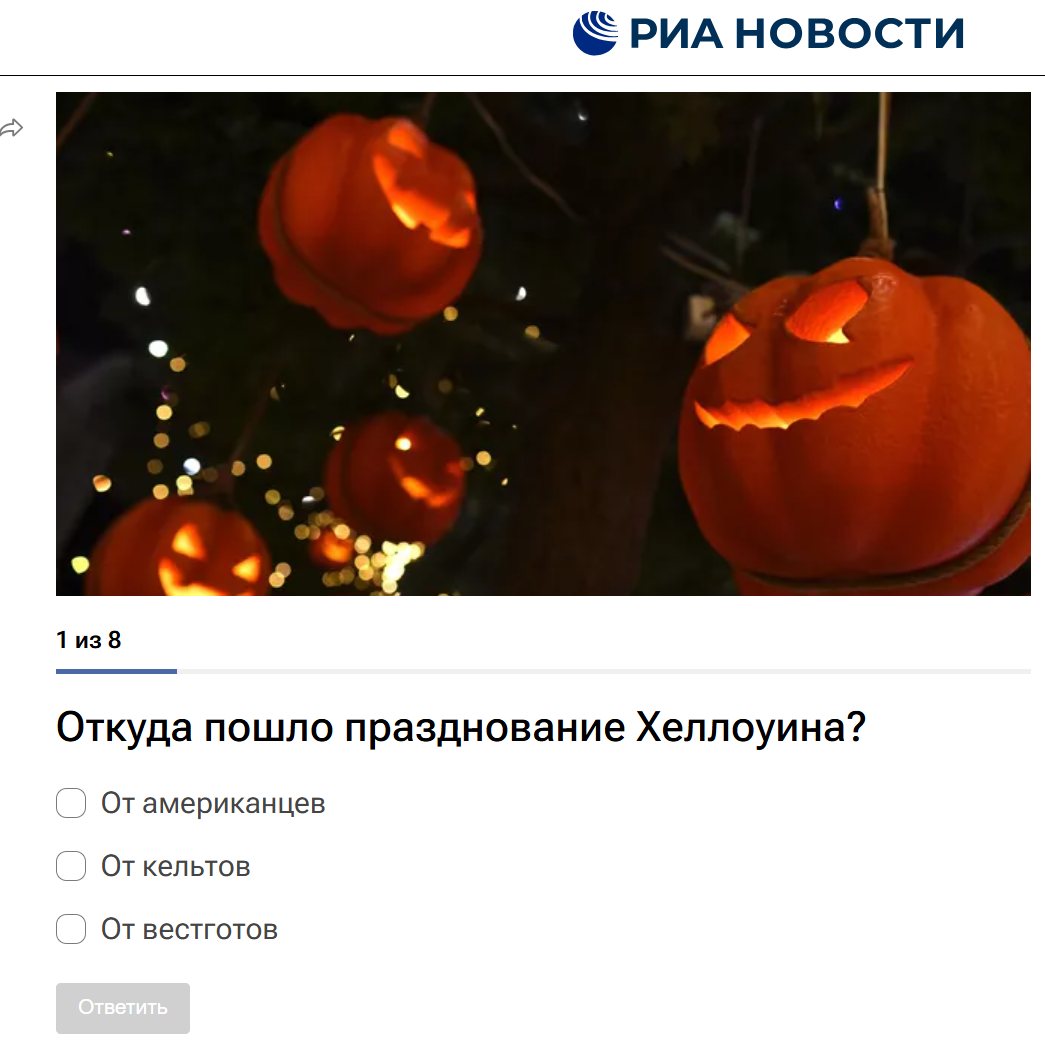 РИА НОВОСТИ
1 из 8
Откуда пошло празднование Хеллоуина?
От американцев
От кельтов
От вестготов
Ответить